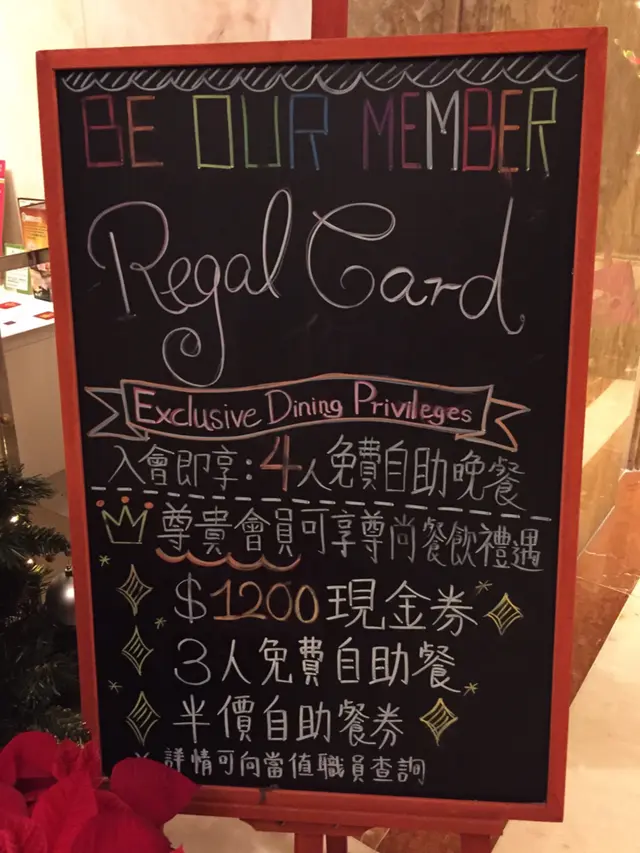 BE OUR MEMBER
Regal Card
Exclusive Dining Privileges
入會即享：4人免費自助晚餐
尊貴會員可享尊尚餐飲禮遇
$1200現金券
3人免費自助餐
半價自助餐券
※ 詳情可向當值職員查詢